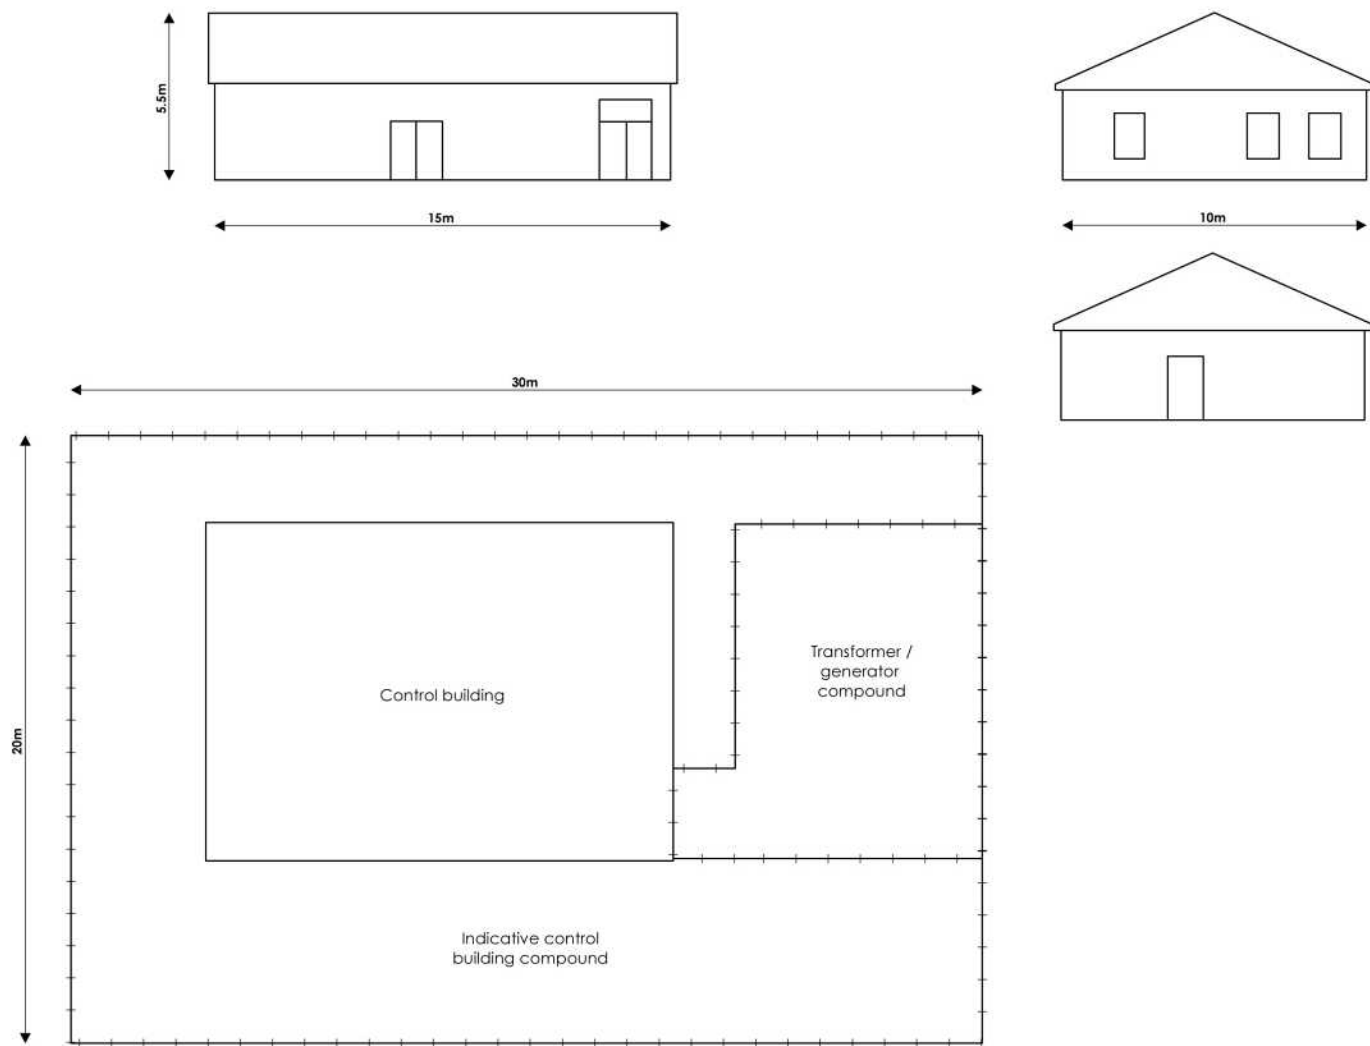 5.5m
15m
10m
30m
20m
Control building
Transformer /
generator
compound
Indicative control
building compound